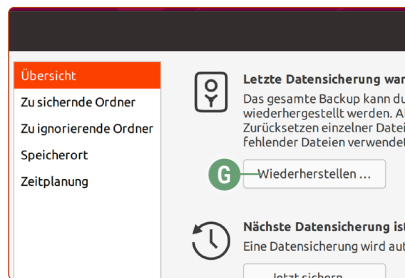 Übersicht
Zu sichernde Ordner
Zu ignorierende Ordner
Speicherort
Zeitplanung
Letzte Datensicherung war
Das gesamte Backup kann du
wiederhergestellt werden. Al
Zurücksetzen einzelner Datei
fehlender Dateien verwendet
G
Wiederherstellen ...
Nächste Datensicherung ist
Eine Datensicherung wird aut
Jetzt sichern